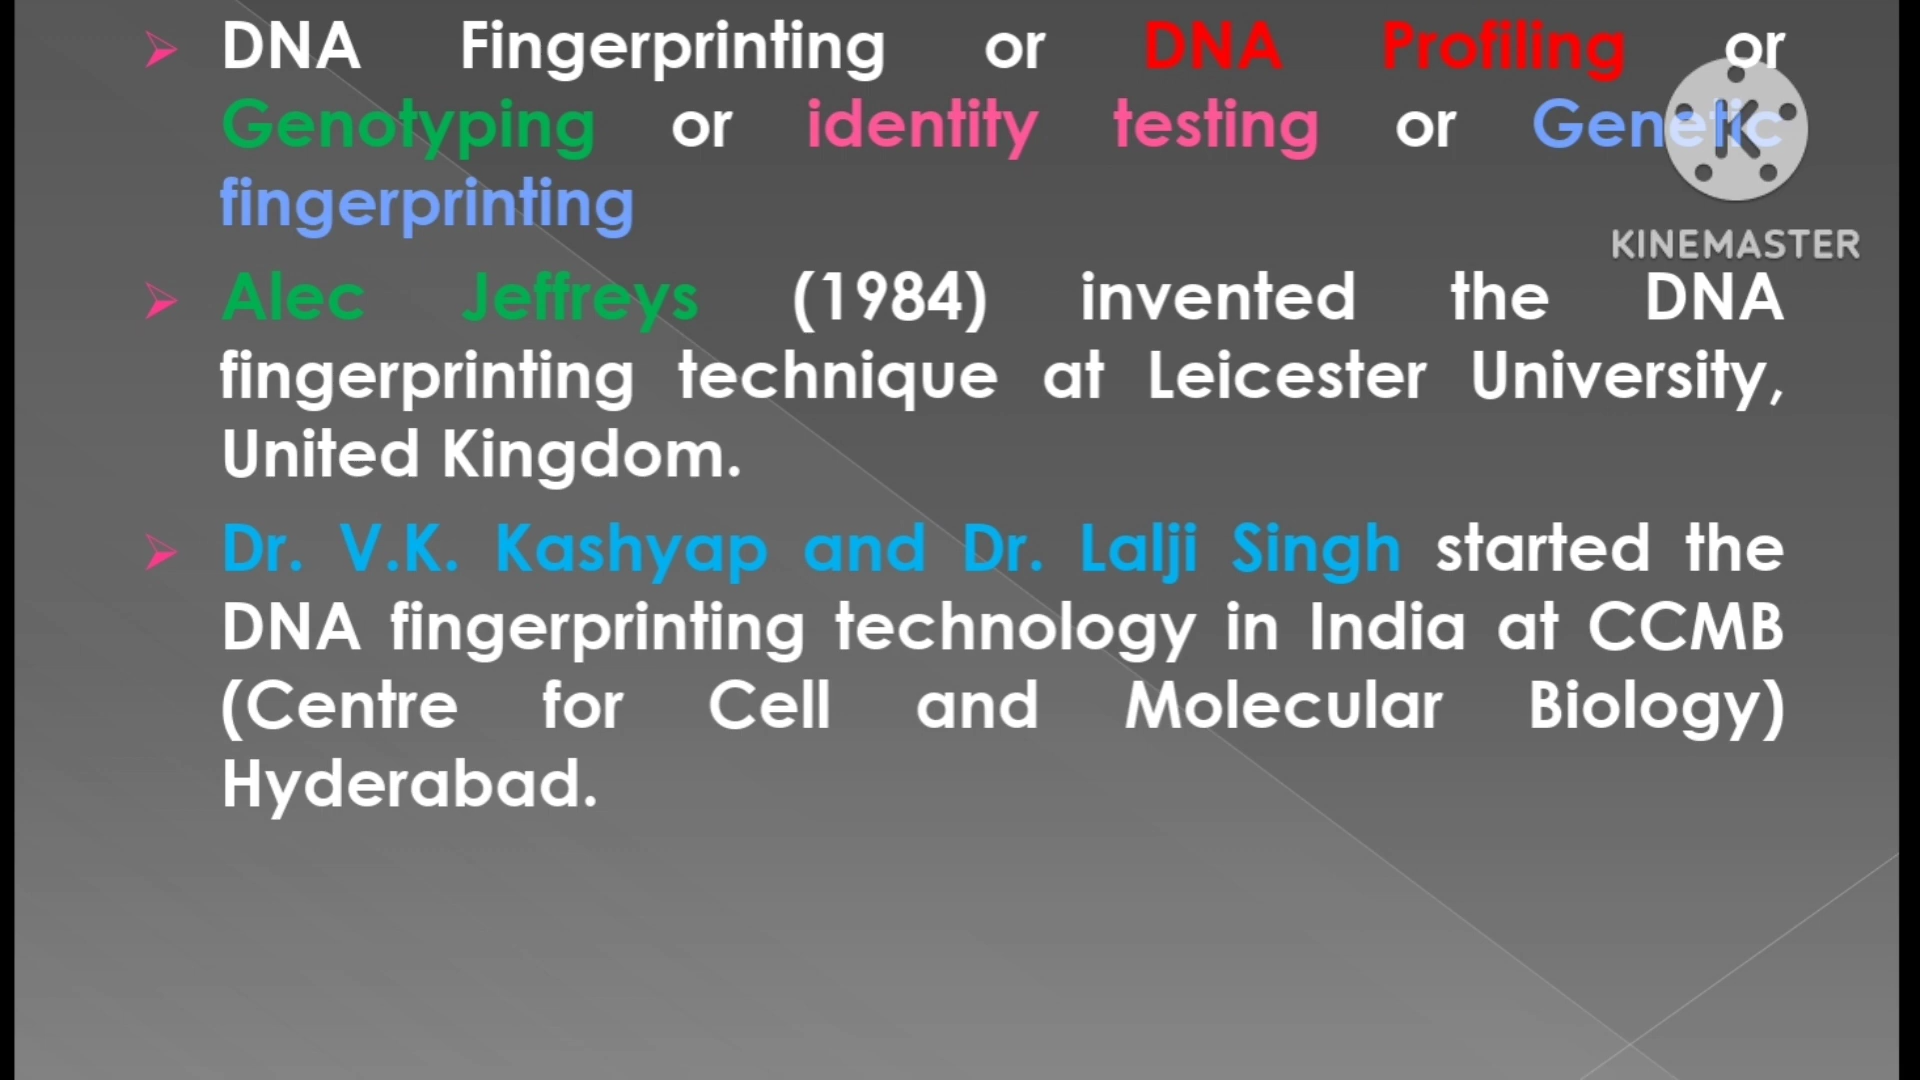 DNA Fingerprinting or DNA Profiling or
Genotyping or identity testing or Genetic
fingerprinting
KINEMASTER
Alec Jeffreys (1984) invented the DNA
fingerprinting technique at Leicester University,
United Kingdom.
Dr. V.K. Kashyap and Dr. Lalji Singh started the
DNA fingerprinting technology in India at CCMB
(Centre for Cell and Molecular Biology)
Hyderabad.